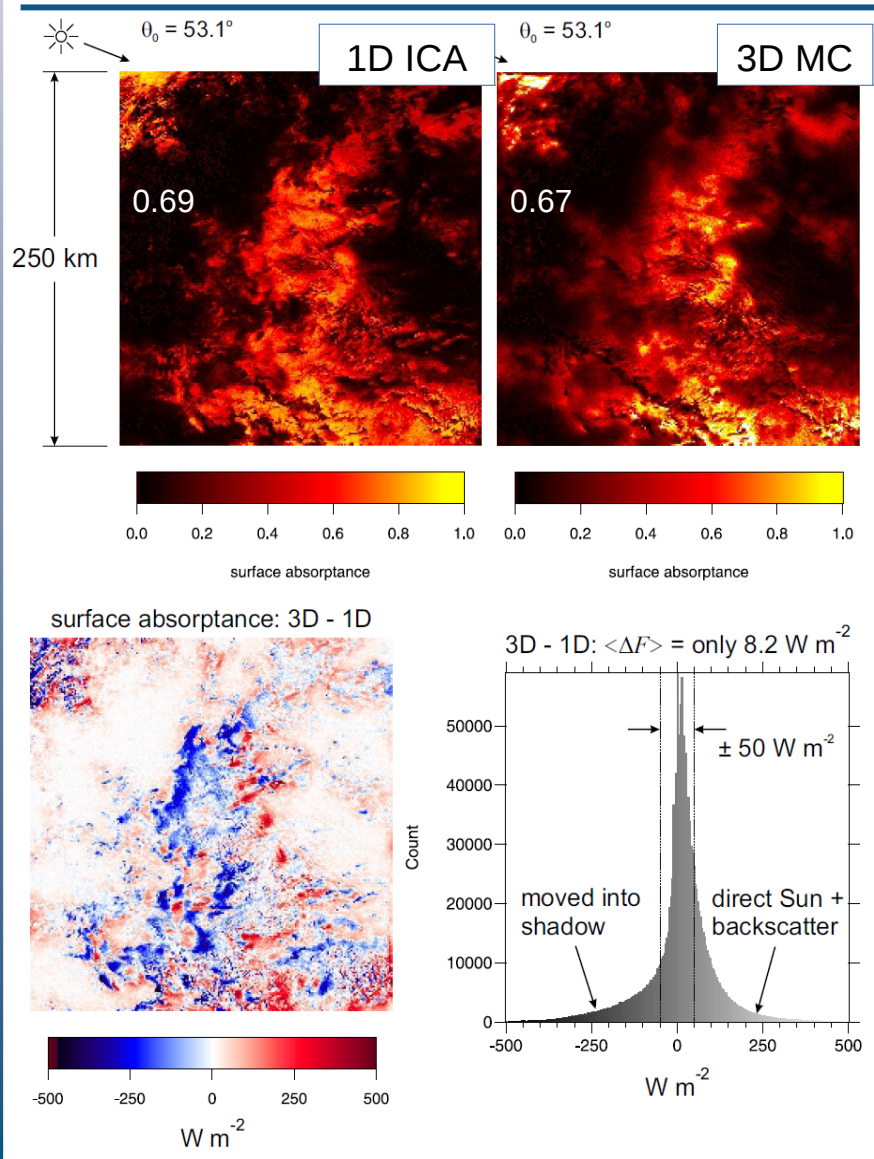 θ₀ = 53.1°
1D ICA
θ₀ = 53.1°
3D MC
0.69
0.67
250 km
0.0 0.2 0.4 0.6 0.8 1.0
surface absorptance
0.0 0.2 0.4 0.6 0.8 1.0
surface absorptance
surface absorptance: 3D - 1D
-500 -250 0 250 500
W m⁻²
3D - 1D: <ΔF> = only 8.2 W m⁻²
± 50 W m⁻²
50000
40000
30000
20000
10000
0
Count
moved into
shadow
direct Sun +
backscatter
-500 -250 0 250 500
W m⁻²